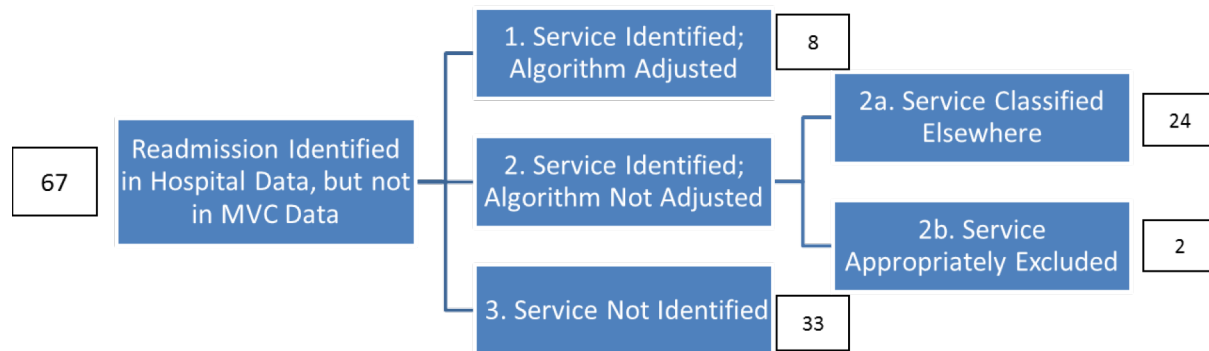 67
Readmission Identified
in Hospital Data, but not
in MVC Data
1. Service Identified;
Algorithm Adjusted
8
2. Service Identified;
Algorithm Not Adjusted
2a. Service Classified
Elsewhere
24
2b. Service
Appropriately Excluded
2
3. Service Not Identified
33